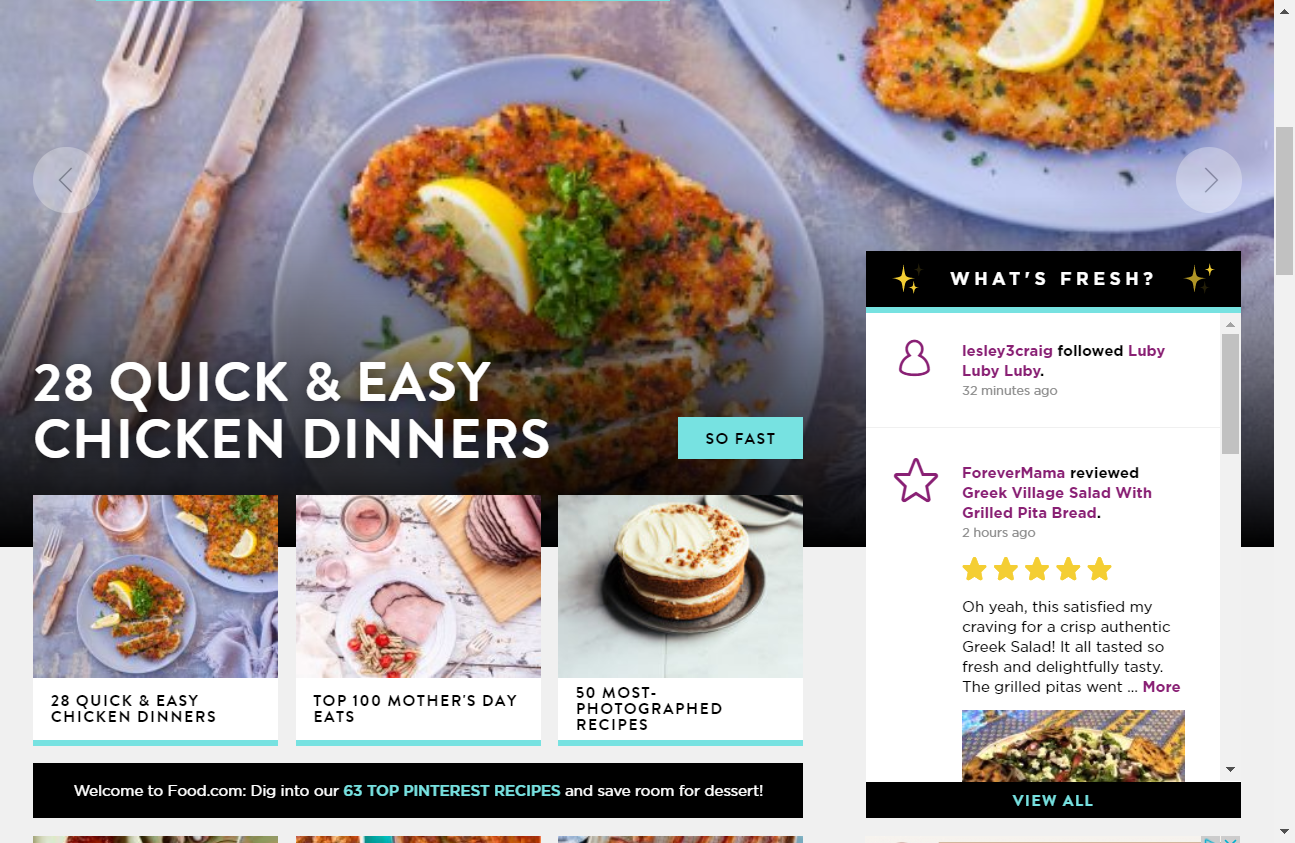 28 QUICK & EASY
CHICKEN DINNERS
SO FAST
WHAT'S FRESH?
lesley3craig followed Luby
Luby Luby.
32 minutes ago
ForeverMama reviewed
Greek Village Salad With
Grilled Pita Bread.
2 hours ago
Oh yeah, this satisfied my
craving for a crisp authentic
Greek Salad! It all tasted so
fresh and delightfully tasty.
The grilled pitas went ... More
VIEW ALL
28 QUICK & EASY
CHICKEN DINNERS
TOP 100 MOTHER'S DAY
EATS
50 MOST-
PHOTOGRAPHED
RECIPES
Welcome to Food.com: Dig into our 63 TOP PINTEREST RECIPES and save room for dessert!